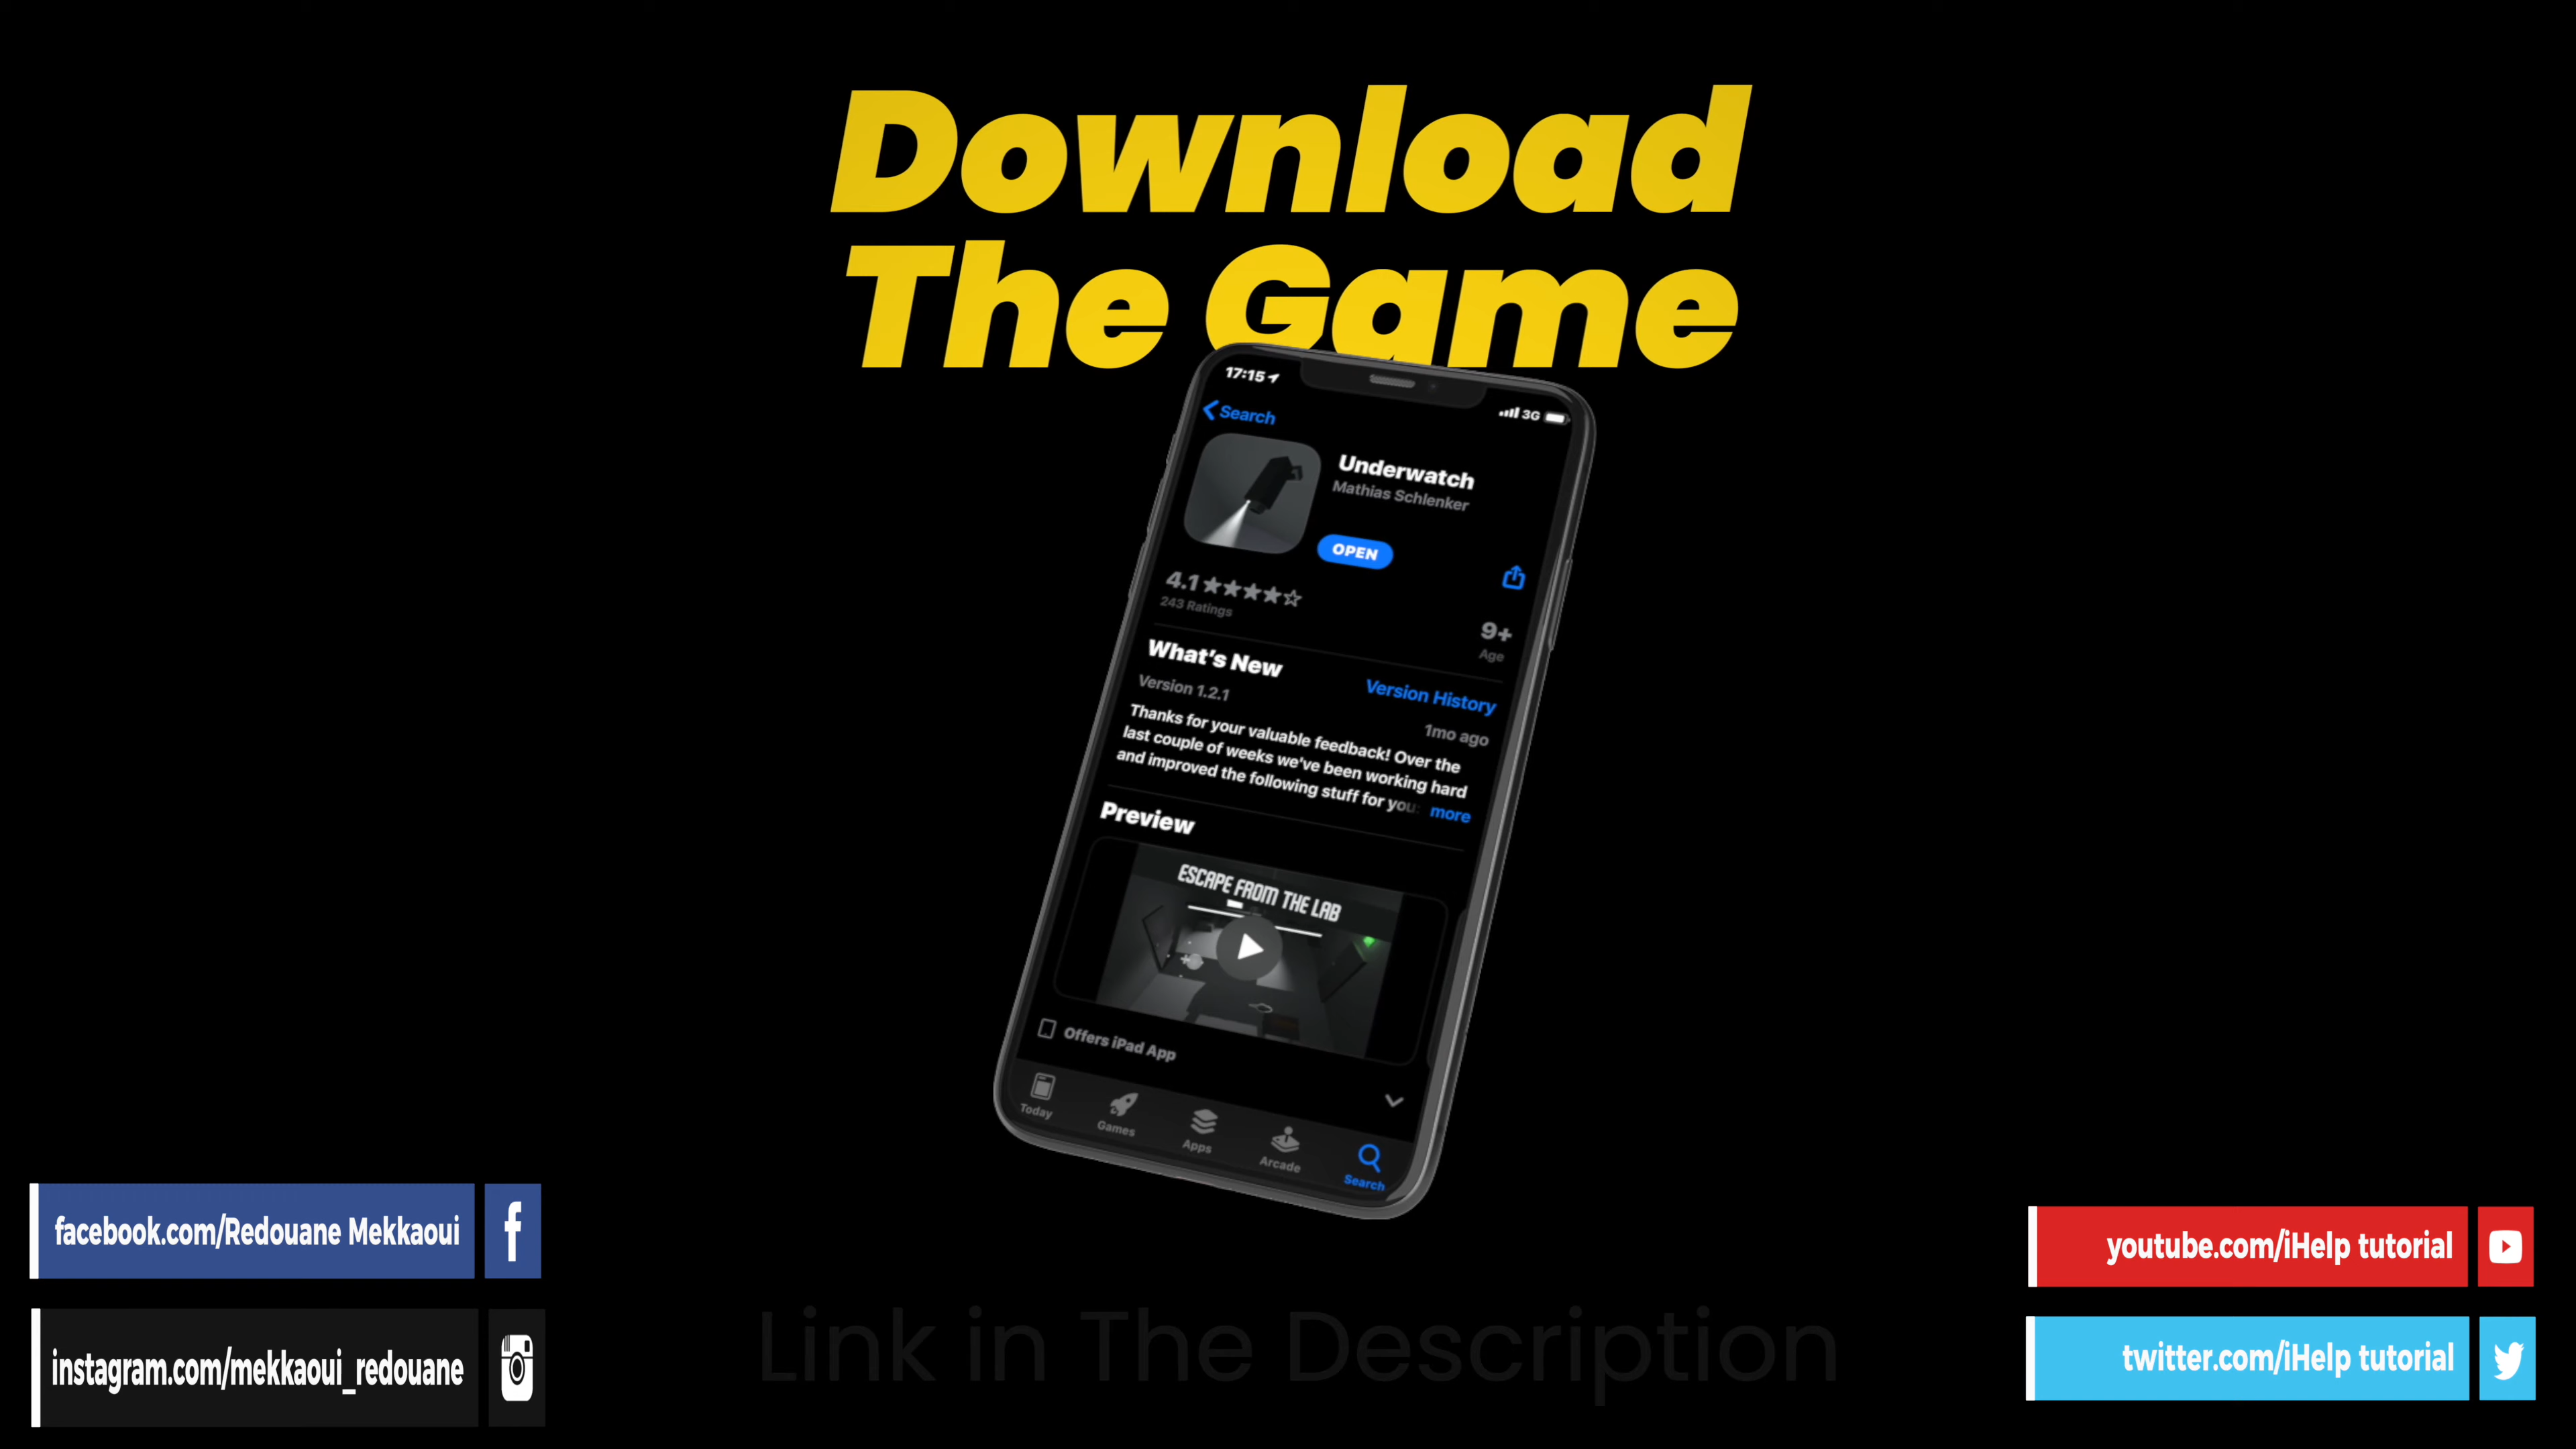 Download
The Game
17:15
3G
Search
Underwatch
Mathias Schlenker
OPEN
4.1
243 Ratings
9+
Age
What's New
Version History
Version 1.2.1
1mo ago
Thanks for your valuable feedback! Over the
last couple of weeks we've been working hard
and improved the following stuff for you:
more
Preview
ESCAPE FROM THE LAB
Offers iPad App
Today
Games
Apps
Arcade
Search
facebook.com/Redouane Mekkaoui
instagram.com/mekkaoui_redouane
Link in The Description
youtube.com/iHelp tutorial
twitter.com/iHelp tutorial